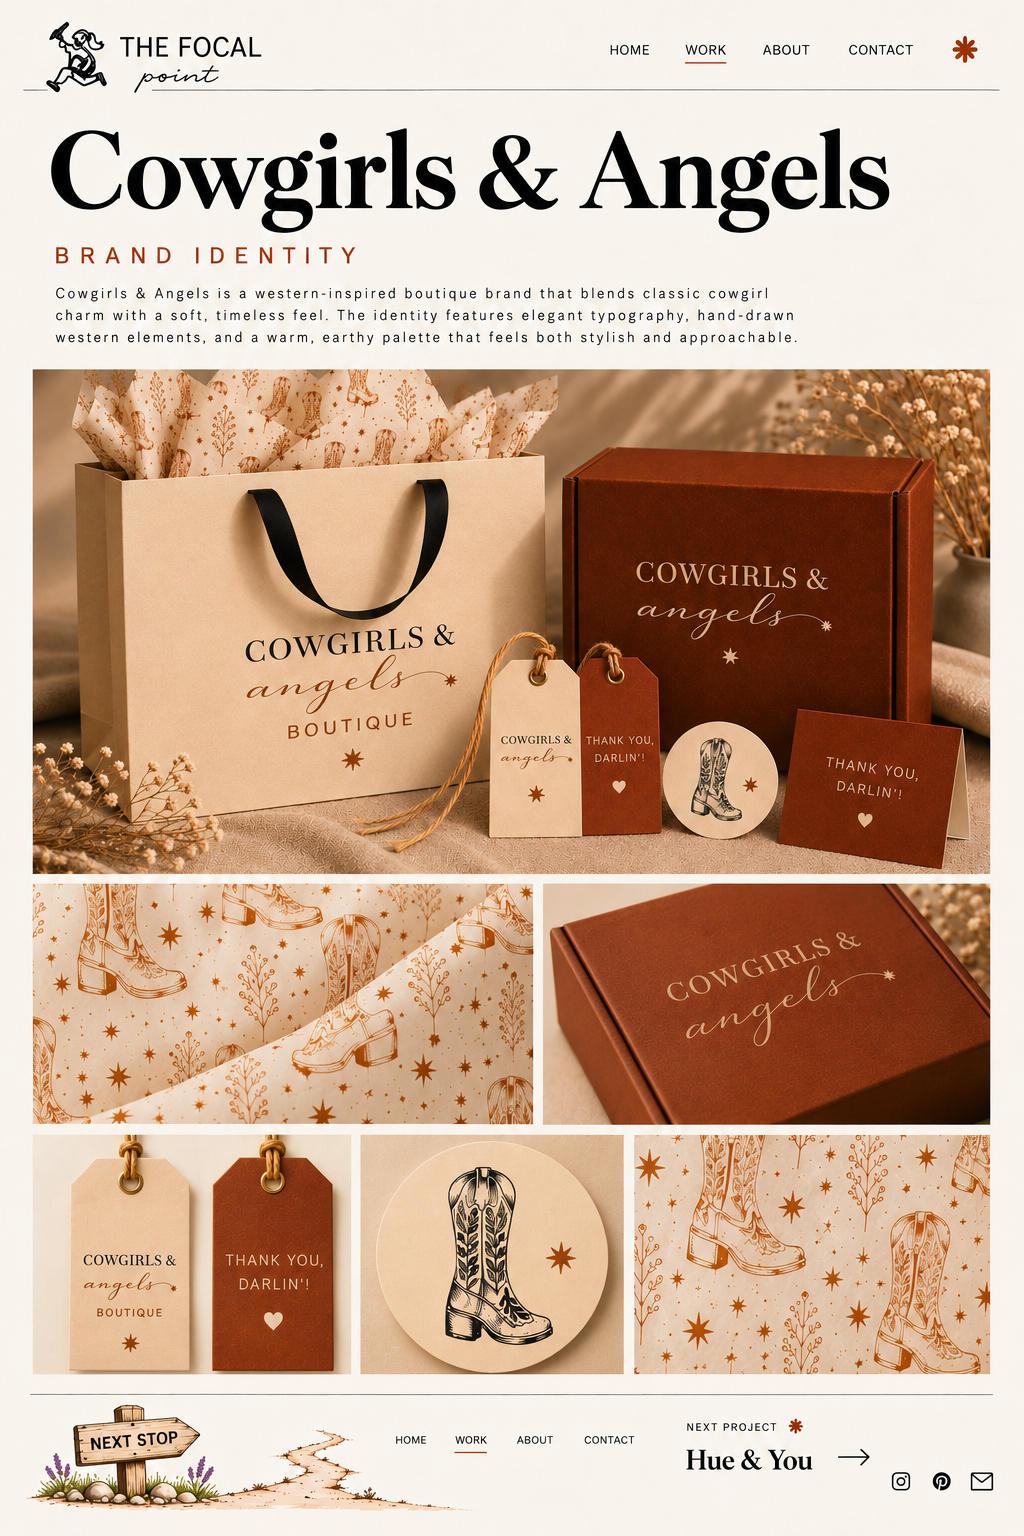 THE FOCAL
point
HOME WORK ABOUT CONTACT
Cowgirls & Angels
BRAND IDENTITY
Cowgirls & Angels is a western-inspired boutique brand that blends classic cowgirl
charm with a soft, timeless feel. The identity features elegant typography, hand-drawn
western elements, and a warm, earthy palette that feels both stylish and approachable.
COWGIRLS &
angels
BOUTIQUE
COWGIRLS &
angels
COWGIRLS &
angels
THANK YOU,
DARLIN'!
THANK YOU,
DARLIN'!
COWGIRLS &
angels
COWGIRLS &
angels
BOUTIQUE
THANK YOU,
DARLIN'!
NEXT STOP
HOME WORK ABOUT CONTACT
NEXT PROJECT
Hue & You